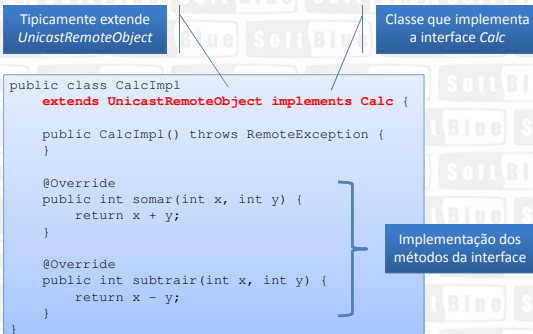 Tipicamente extende
UnicastRemoteObject
Classe que implementa
a interface Calc
public class CalcImpl
    extends UnicastRemoteObject implements Calc {

    public CalcImpl() throws RemoteException {
    }

    @Override
    public int somar(int x, int y) {
        return x + y;
    }

    @Override
    public int subtrair(int x, int y) {
        return x – y;
    }
}
Implementação dos
métodos da interface